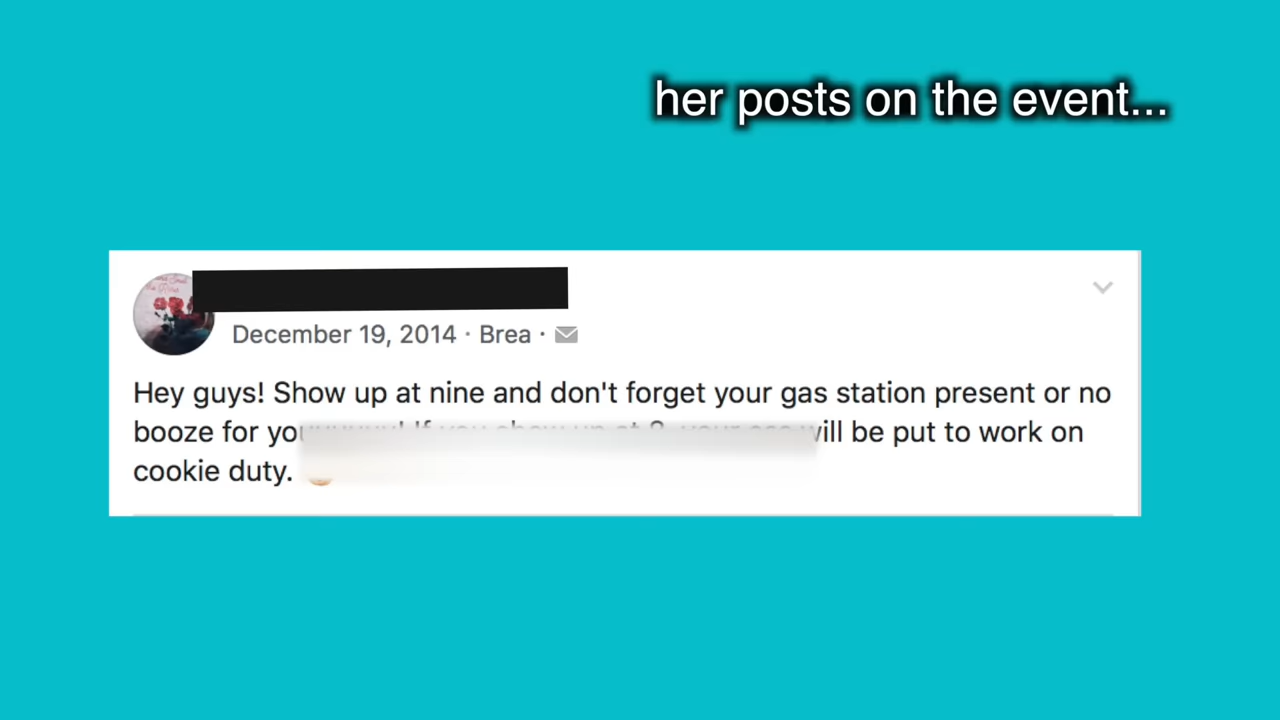 her posts on the event...
December 19, 2014 · Brea ·
Hey guys! Show up at nine and don't forget your gas station present or no
booze for will be put to work on
cookie duty.